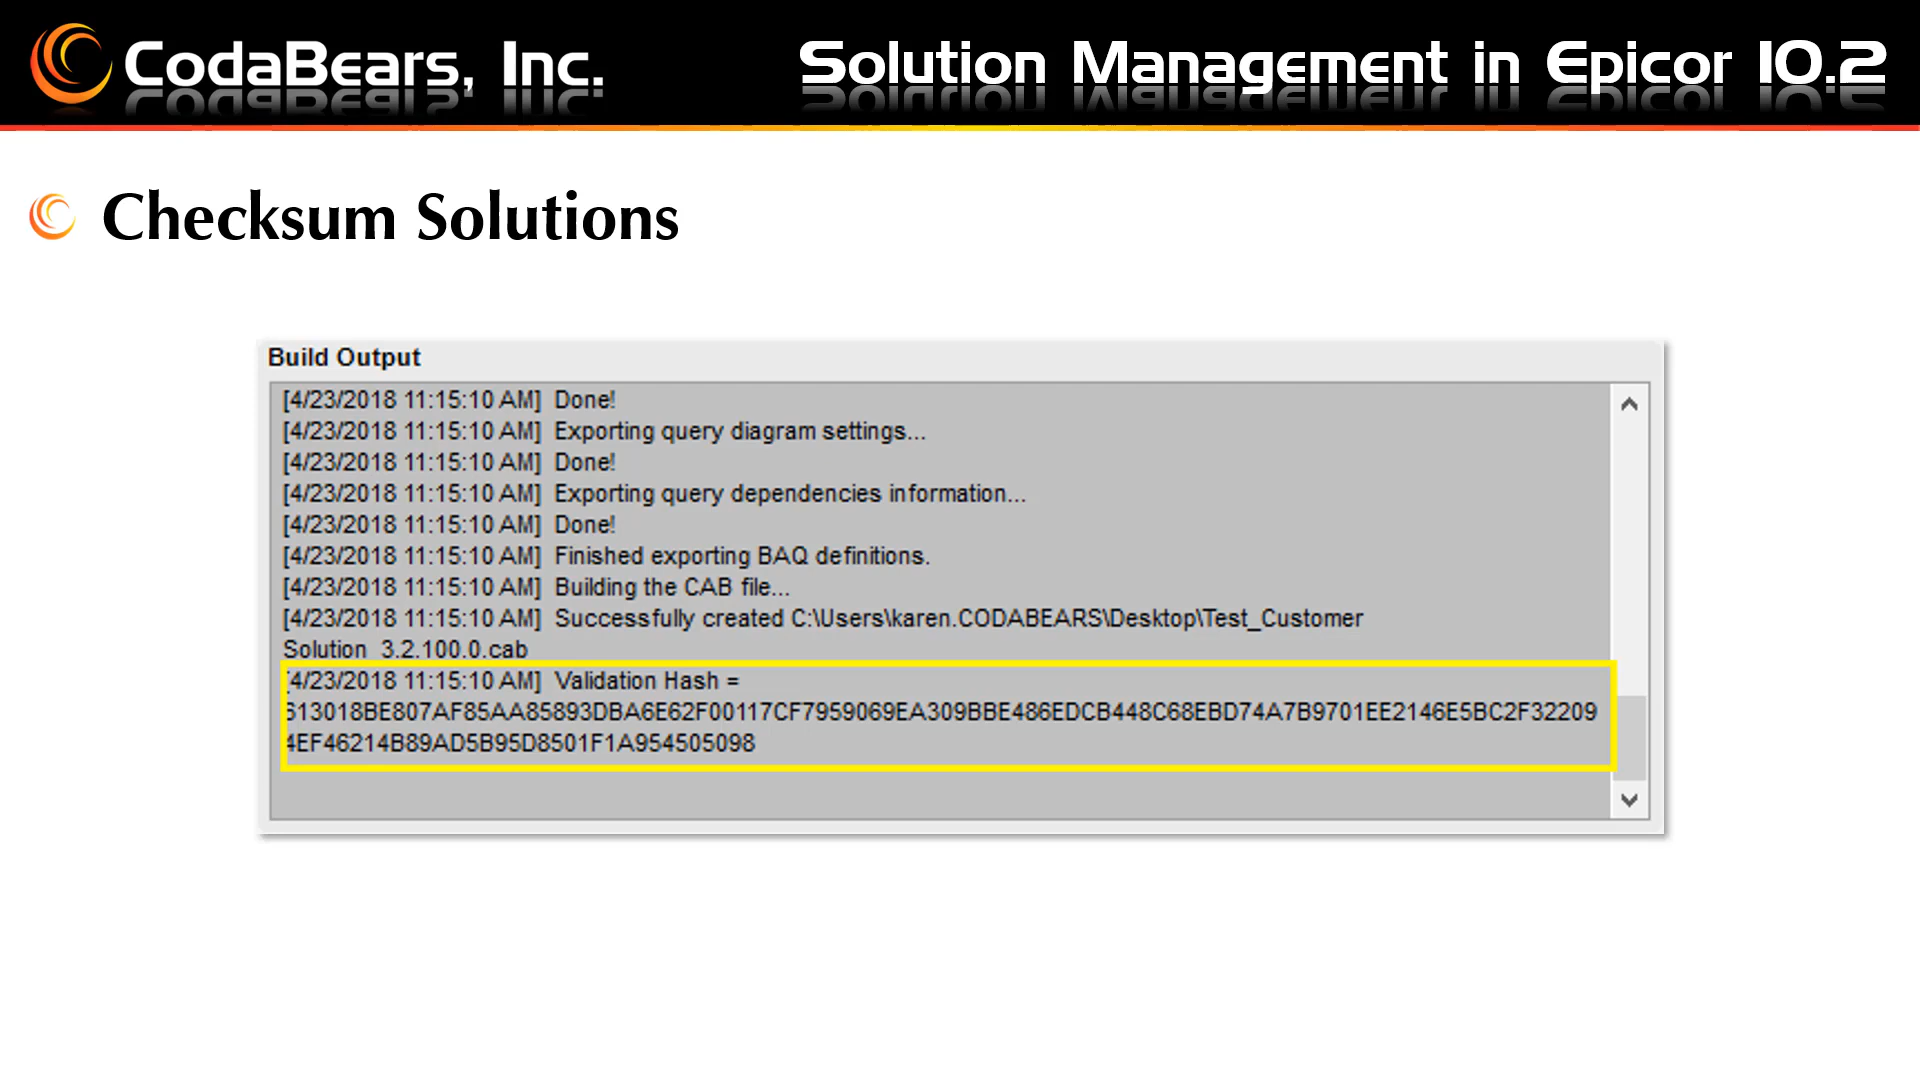 CodaBears, Inc.
Solution Management in Epicor 10.2
Checksum Solutions
Build Output
[4/23/2018 11:15:10 AM] Done!
[4/23/2018 11:15:10 AM] Exporting query diagram settings...
[4/23/2018 11:15:10 AM] Done!
[4/23/2018 11:15:10 AM] Exporting query dependencies information...
[4/23/2018 11:15:10 AM] Done!
[4/23/2018 11:15:10 AM] Finished exporting BAQ definitions.
[4/23/2018 11:15:10 AM] Building the CAB file...
[4/23/2018 11:15:10 AM] Successfully created C:\Users\karen.CODABEARS\Desktop\Test_Customer
Solution_3.2.100.0.cab
[4/23/2018 11:15:10 AM] Validation Hash =
613018BE807AF85AA85893DBA6E62F00117CF7959069EA309BBE486EDCB448C68EBD74A7B9701EE2146E5BC2F32209
4EF46214B89AD5B95D8501F1A954505098